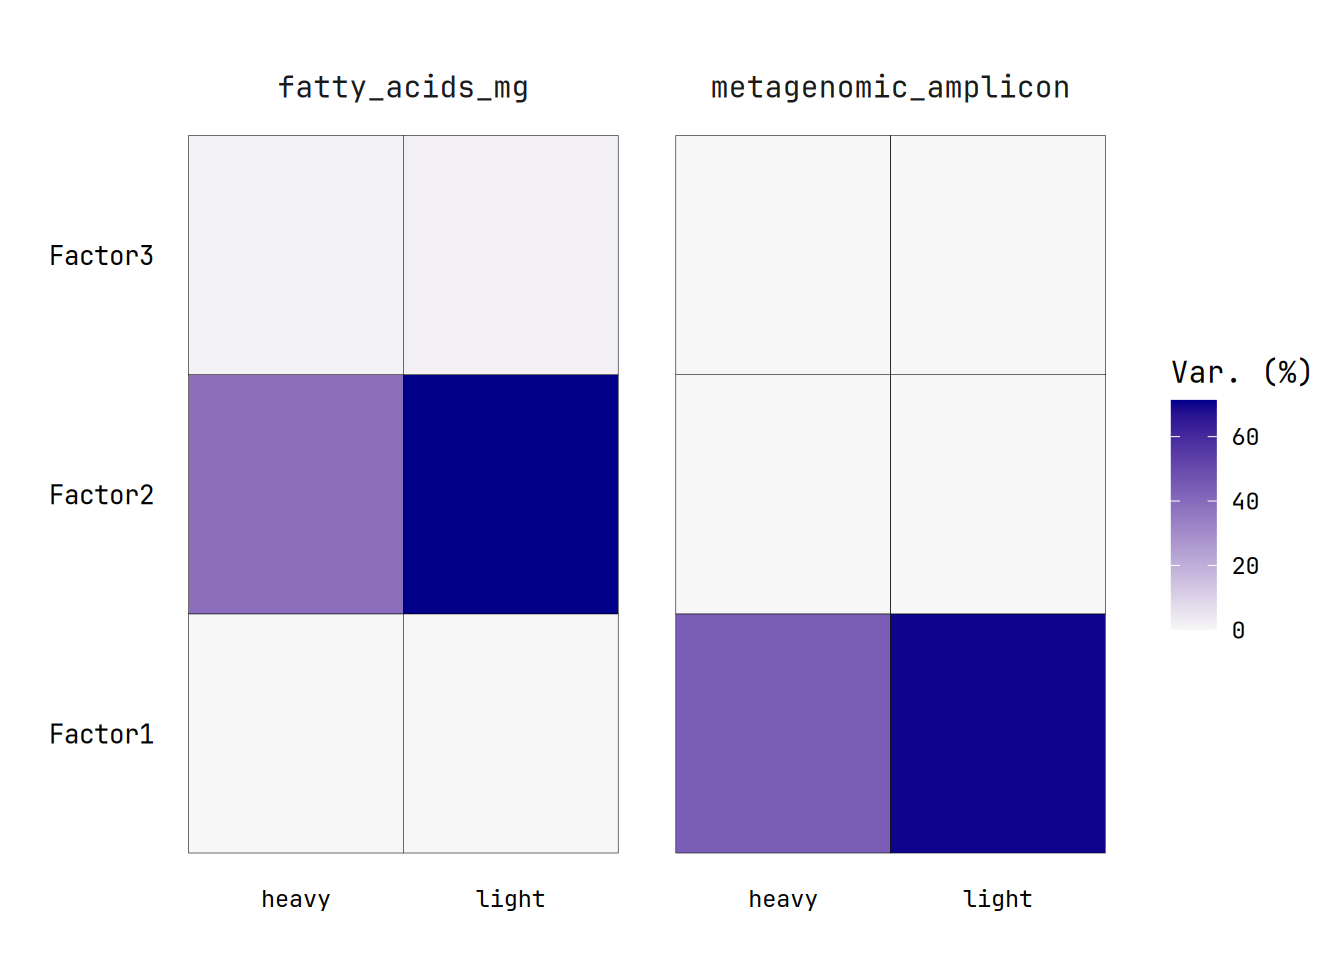 fatty_acids_mg
metagenomic_amplicon
Factor3
Factor2
Factor1
heavy
light
heavy
light
Var. (%)
60
40
20
0